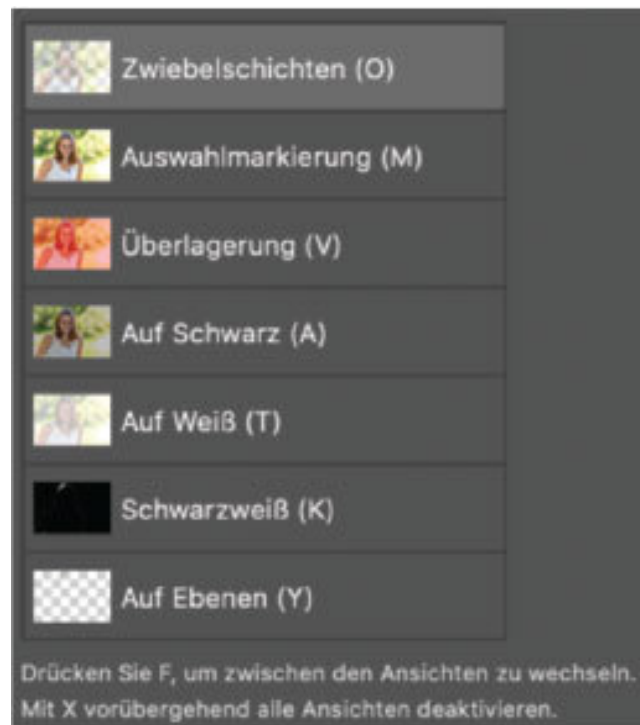 Zwiebelschichten (O)
Auswahlmarkierung (M)
Überlagerung (V)
Auf Schwarz (A)
Auf Weiß (T)
Schwarzweiß (K)
Auf Ebenen (Y)
Drücken Sie F, um zwischen den Ansichten zu wechseln.
Mit X vorübergehend alle Ansichten deaktivieren.